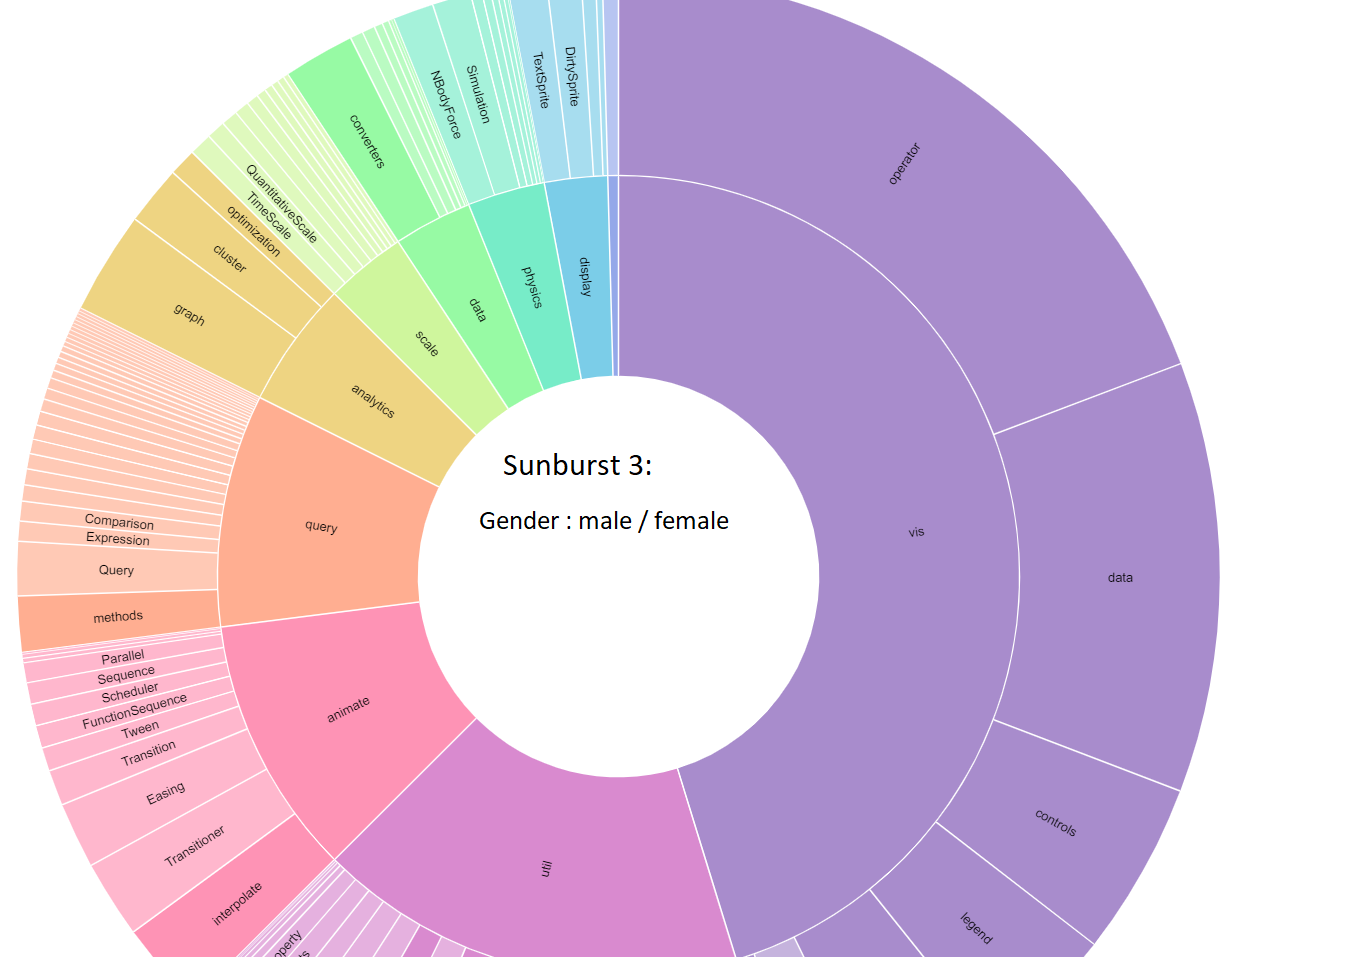 Sunburst 3:
Gender : male / female
operator
vis
data
controls
legend
util
animate
interpolate
Transitioner
Easing
Transition
Tween
FunctionSequence
Scheduler
Sequence
Parallel
query
methods
Query
Expression
Comparison
analytics
graph
cluster
optimization
scale
TimeScale
QuantitativeScale
data
converters
physics
NBodyForce
Simulation
display
TextSprite
DirtySprite